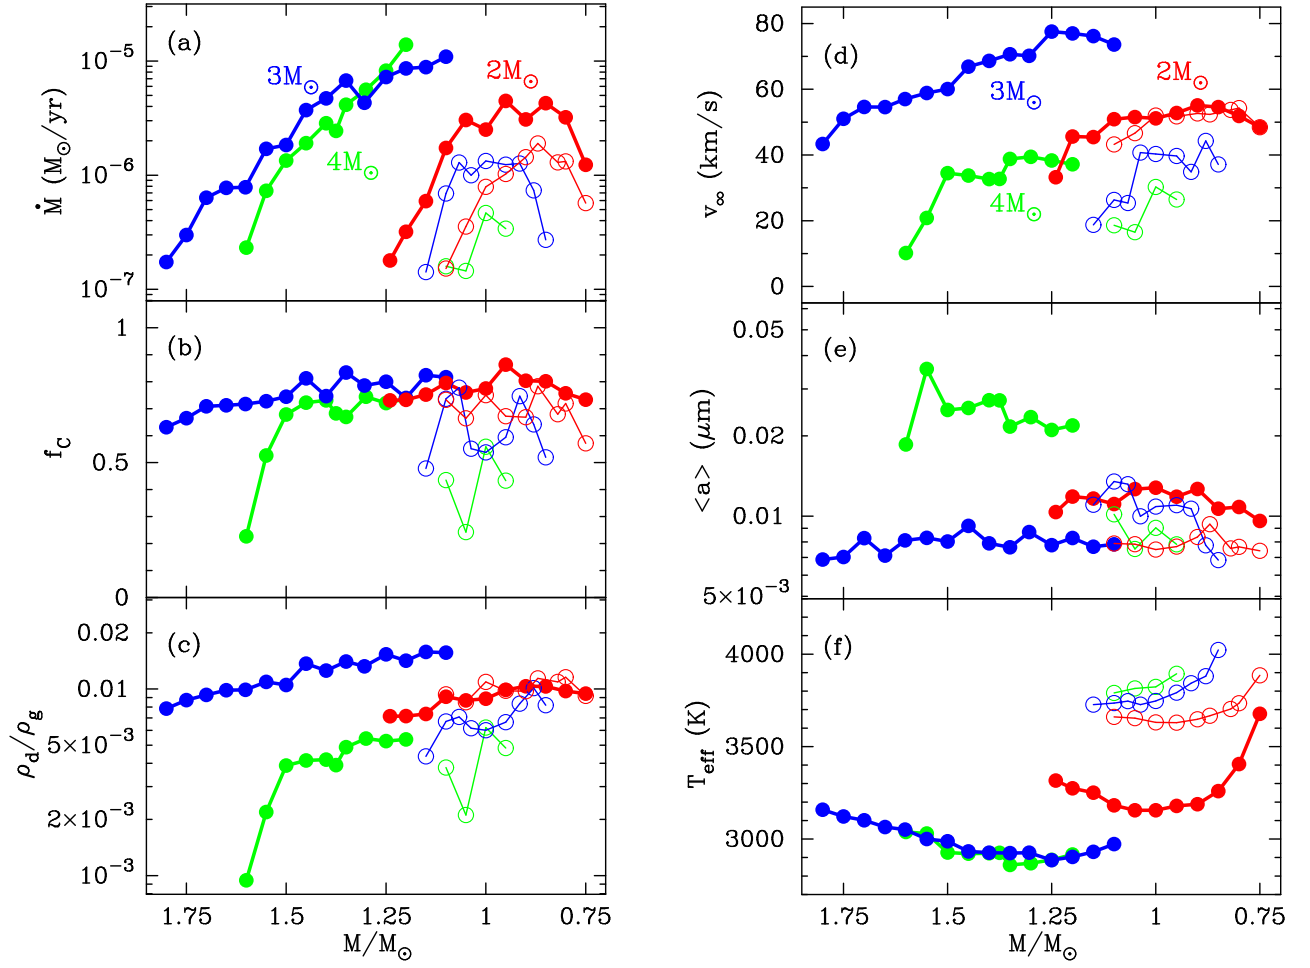 (a)
3M⊙
2M⊙
4M⊙
10⁻⁵
10⁻⁶
10⁻⁷
Ṁ (M⊙/yr)
(b)
1
0.5
0
f_C
(c)
0.02
0.01
5×10⁻³
2×10⁻³
10⁻³
ρ_d/ρ_g
1.75 1.5 1.25 1 0.75
M/M⊙
(d)
2M⊙
3M⊙
4M⊙
80
60
40
20
0
v_∞ (km/s)
(e)
0.05
0.02
0.01
5×10⁻³
<a> (μm)
(f)
4000
3500
3000
T_eff (K)
1.75 1.5 1.25 1 0.75
M/M⊙